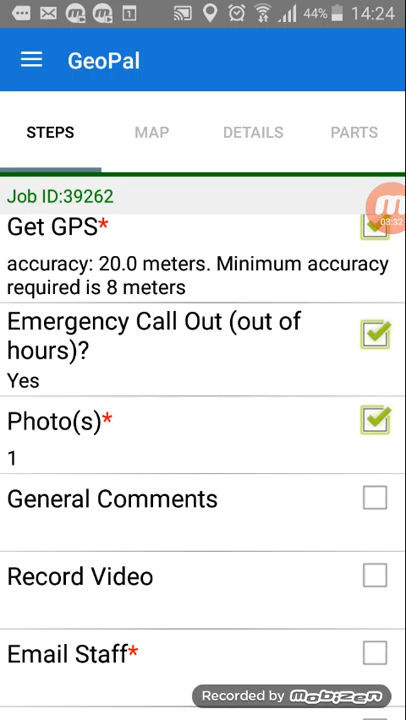 44% 14:24
GeoPal
STEPS MAP DETAILS PARTS
Job ID:39262
03:32
Get GPS*
accuracy: 20.0 meters. Minimum accuracy
required is 8 meters
Emergency Call Out (out of
hours)?
Yes
Photo(s)*
1
General Comments
Record Video
Email Staff*
Recorded by mobizen